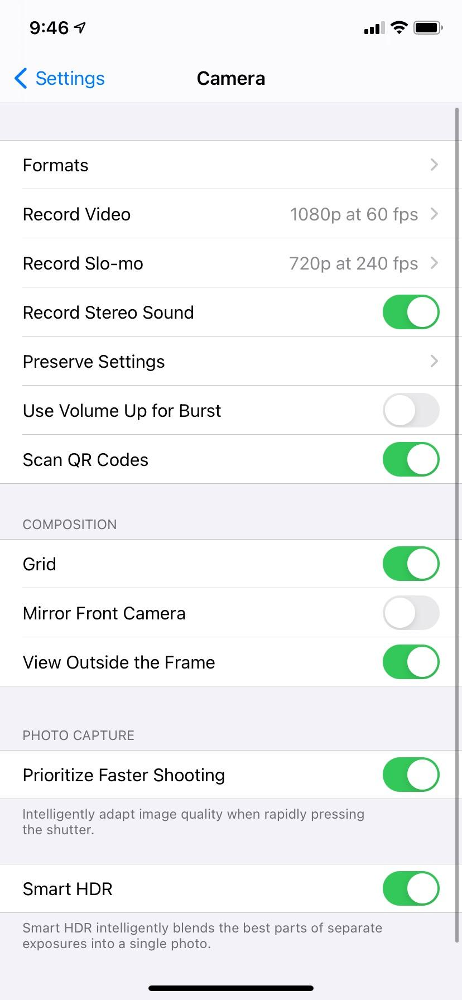 9:46
Settings
Camera
Formats
Record Video 1080p at 60 fps
Record Slo-mo 720p at 240 fps
Record Stereo Sound
Preserve Settings
Use Volume Up for Burst
Scan QR Codes
COMPOSITION
Grid
Mirror Front Camera
View Outside the Frame
PHOTO CAPTURE
Prioritize Faster Shooting
Intelligently adapt image quality when rapidly pressing
the shutter.
Smart HDR
Smart HDR intelligently blends the best parts of separate
exposures into a single photo.